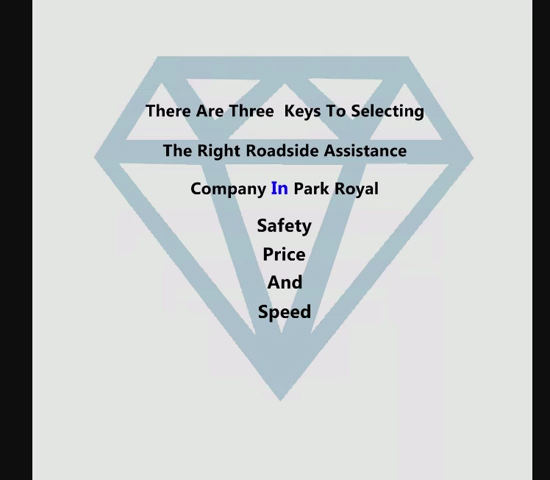 There Are Three  Keys To Selecting
The Right Roadside Assistance
Company In Park Royal
Safety
Price
And
Speed